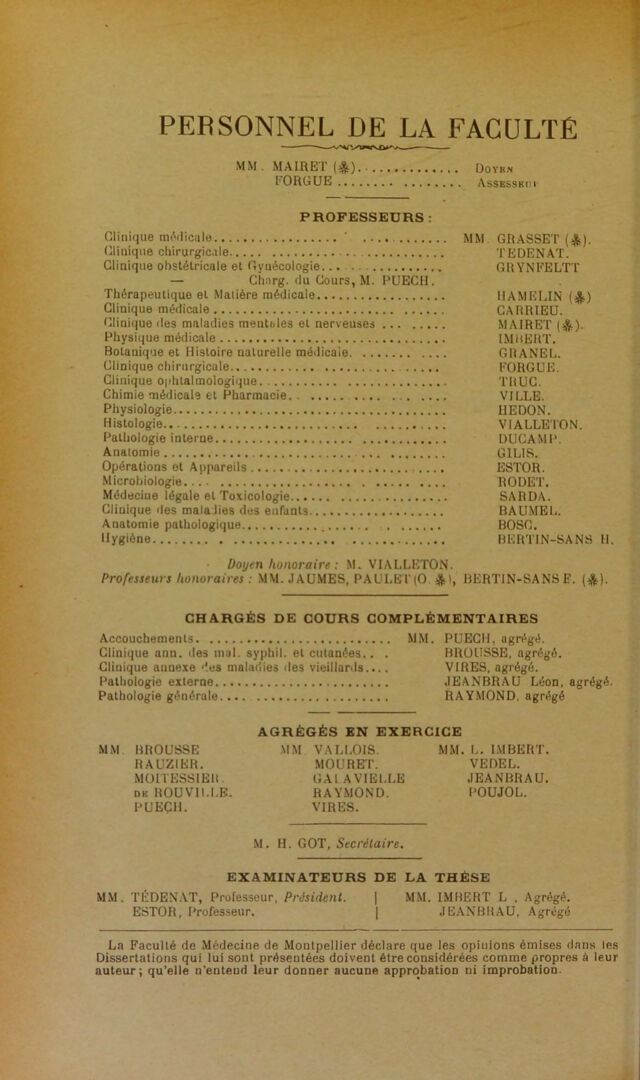 PERSONNEL DE LA FACULTÉ
MM. MAIRET (✻).............. DOYEN
FORGUE ................. ASSESSEUR
PROFESSEURS :
Clinique médicale.................. ' ............ MM. GRASSET (✻).
Clinique chirurgicale................................ TEDENAT.
Clinique obstétricale et Gynécologie................... GRYNFELTT
— Charg. du Cours, M. PUECH.
Thérapeutique et Matière médicale.................... HAMELIN (✻)
Clinique médicale.................................... CARRIEU.
Clinique des maladies mentales et nerveuses.......... MAIRET (✻).
Physique médicale.................................... IMBERT.
Botanique et Histoire naturelle médicale............. GRANEL.
Clinique chirurgicale................................ FORGUE.
Clinique ophtalmologique............................. TRUC.
Chimie médicale et Pharmacie......................... VILLE.
Physiologie.......................................... HEDON.
Histologie........................................... VIALLETON.
Pathologie interne................................... DUCAMP.
Anatomie............................................. GILIS.
Opérations et Appareils.............................. ESTOR.
Microbiologie........................................ RODET.
Médecine légale et Toxicologie....................... SARDA.
Clinique des maladies des enfants.................... BAUMEL.
Anatomie pathologique................................ BOSC.
Hygiène.............................................. BERTIN-SANS H.
Doyen honoraire : M. VIALLETON.
Professeurs honoraires : MM. JAUMES, PAULET (O ✻), BERTIN-SANS E. (✻).
CHARGÉS DE COURS COMPLÉMENTAIRES
Accouchements............................ MM. PUECH, agrégé.
Clinique ann. des mal. syphil. et cutanées... BROUSSE, agrégé.
Clinique annexe des maladies des vieillards.... VIRES, agrégé.
Pathologie externe......................... JEANBRAU Léon, agrégé.
Pathologie générale........................ RAYMOND, agrégé
AGRÉGÉS EN EXERCICE
MM. BROUSSE MM. VALLOIS. MM. L. IMBERT.
RAUZIER. MOURET. VEDEL.
MOITESSIER GALAVIELLE JEANBRAU.
DE ROUVILLE. RAYMOND. POUJOL.
PUECH. VIRES.
M. H. GOT, Secrétaire.
EXAMINATEURS DE LA THÈSE
MM. TÉDENAT, Professeur, Président. | MM. IMBERT L., Agrégé.
ESTOR, Professeur. | JEANBRAU, Agrégé
La Faculté de Médecine de Montpellier déclare que les opinions émises dans les
Dissertations qui lui sont présentées doivent être considérées comme propres à leur
auteur; qu'elle n'entend leur donner aucune approbation ni improbation.